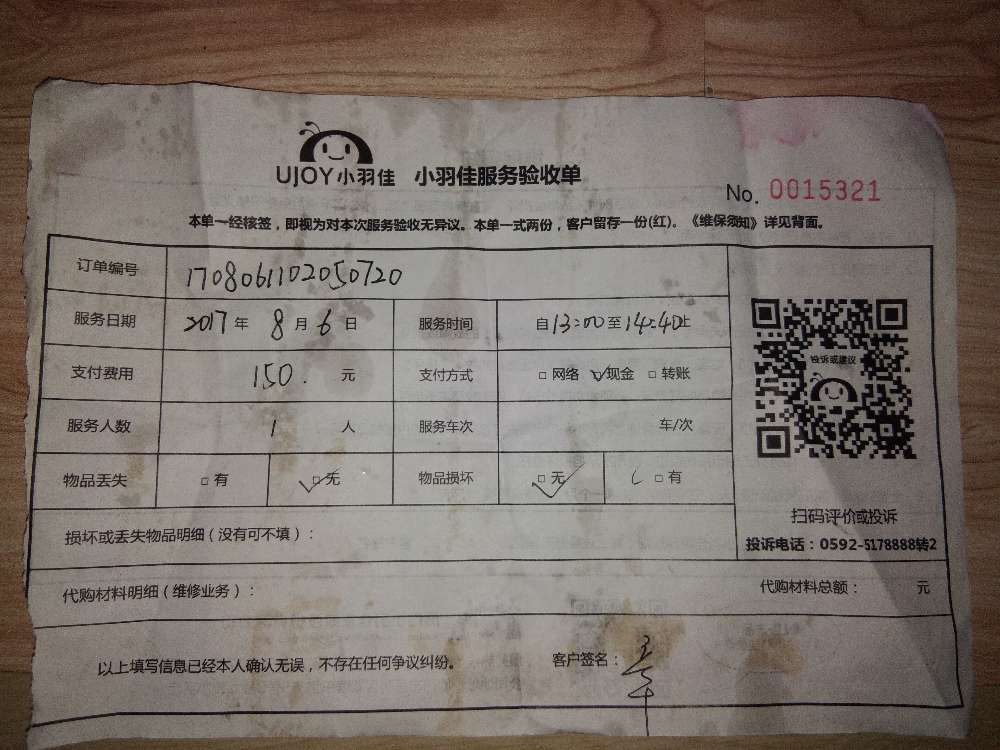 UJOY小羽佳 小羽佳服务验收单
No. 0015321
本单一经核签，即视为对本次服务验收无异议。本单一式两份，客户留存一份(红)。《维保须知》详见背面。
订单编号 1708061102050720
服务日期 2017年 8月6日 服务时间 自13:00至14:40止
支付费用 150. 元 支付方式 □网络 ✓现金 □转账
服务人数 1 人 服务车次 车/次
物品丢失 □有 □无 物品损坏 □无 □有
损坏或丢失物品明细（没有可不填）：
投诉或建议
扫码评价或投诉
投诉电话：0592-5178888转2
代购材料明细（维修业务）： 代购材料总额： 元
以上填写信息已经本人确认无误，不存在任何争议纠纷。 客户签名：